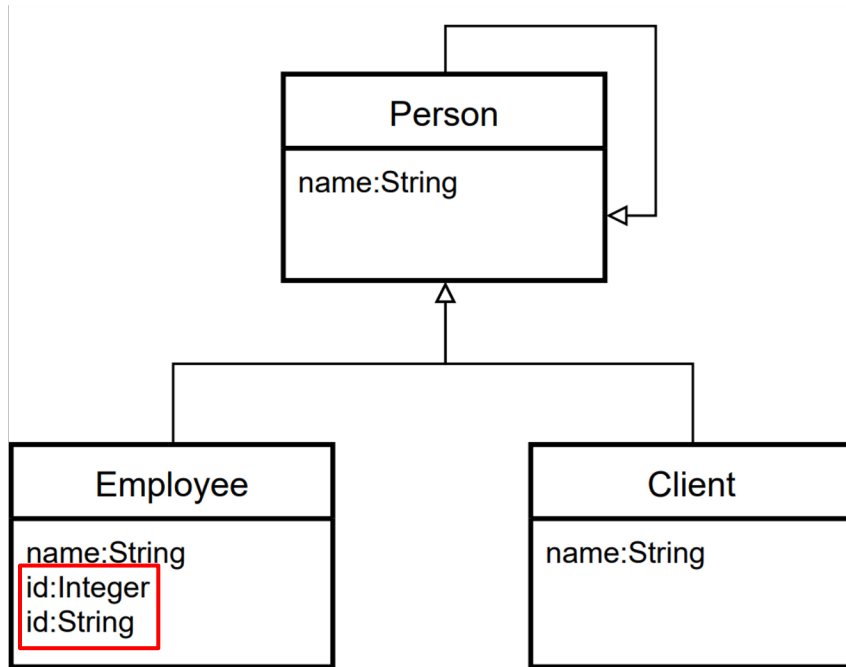 Person
name:String
Employee
name:String
id:Integer
id:String
Client
name:String